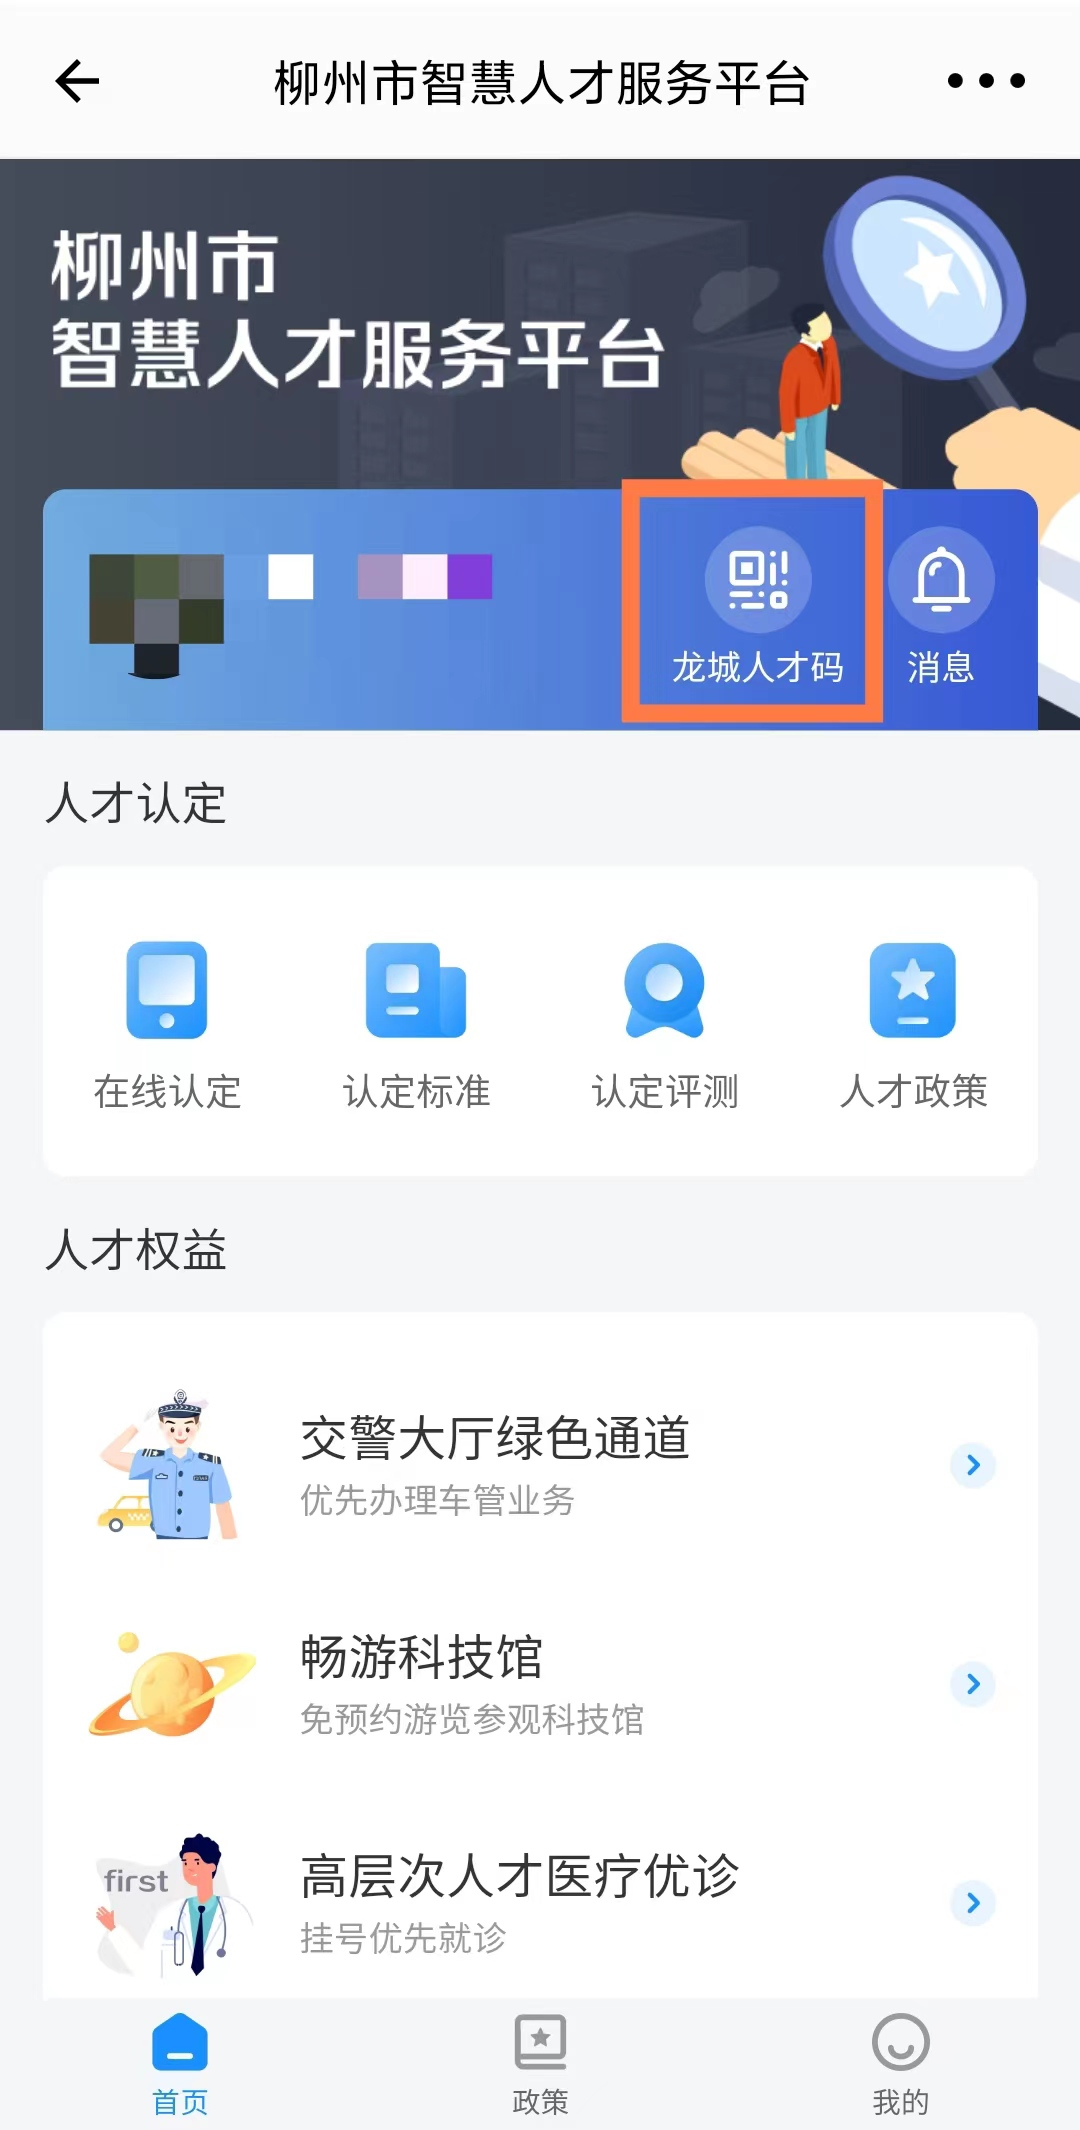 柳州市智慧人才服务平台
柳州市
智慧人才服务平台
龙城人才码
消息
人才认定
在线认定
认定标准
认定评测
人才政策
人才权益
交警大厅绿色通道
优先办理车管业务
畅游科技馆
免预约游览参观科技馆
first
高层次人才医疗优诊
挂号优先就诊
首页
政策
我的